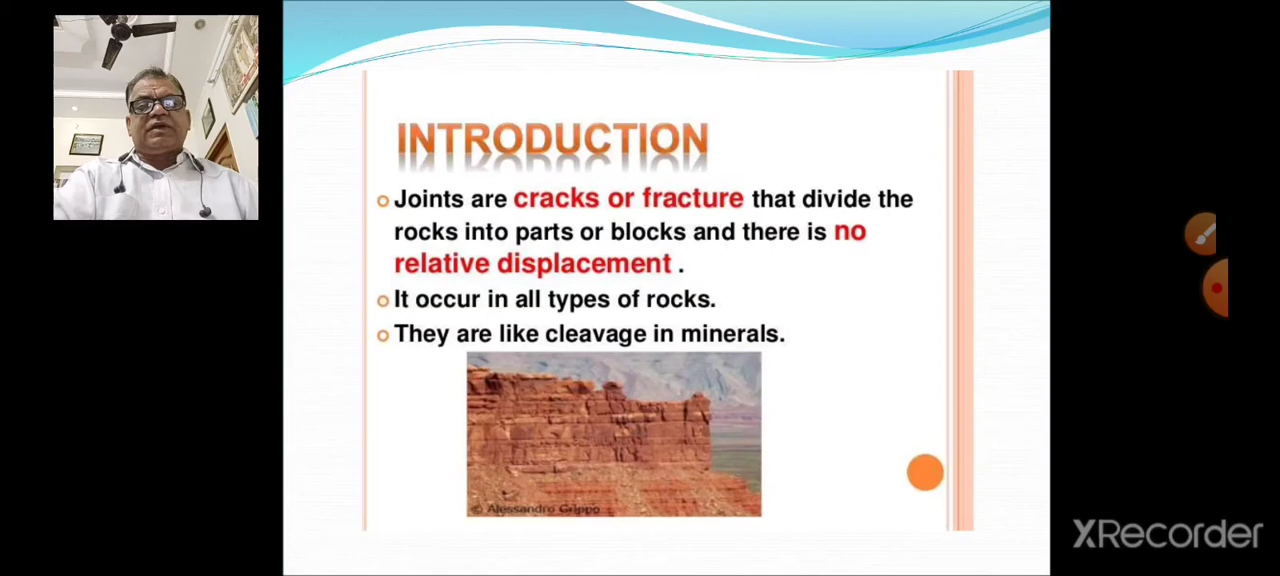 INTRODUCTION
Joints are cracks or fracture that divide the
rocks into parts or blocks and there is no
relative displacement .
It occur in all types of rocks.
They are like cleavage in minerals.
© Alessandro Grippo
XRecorder